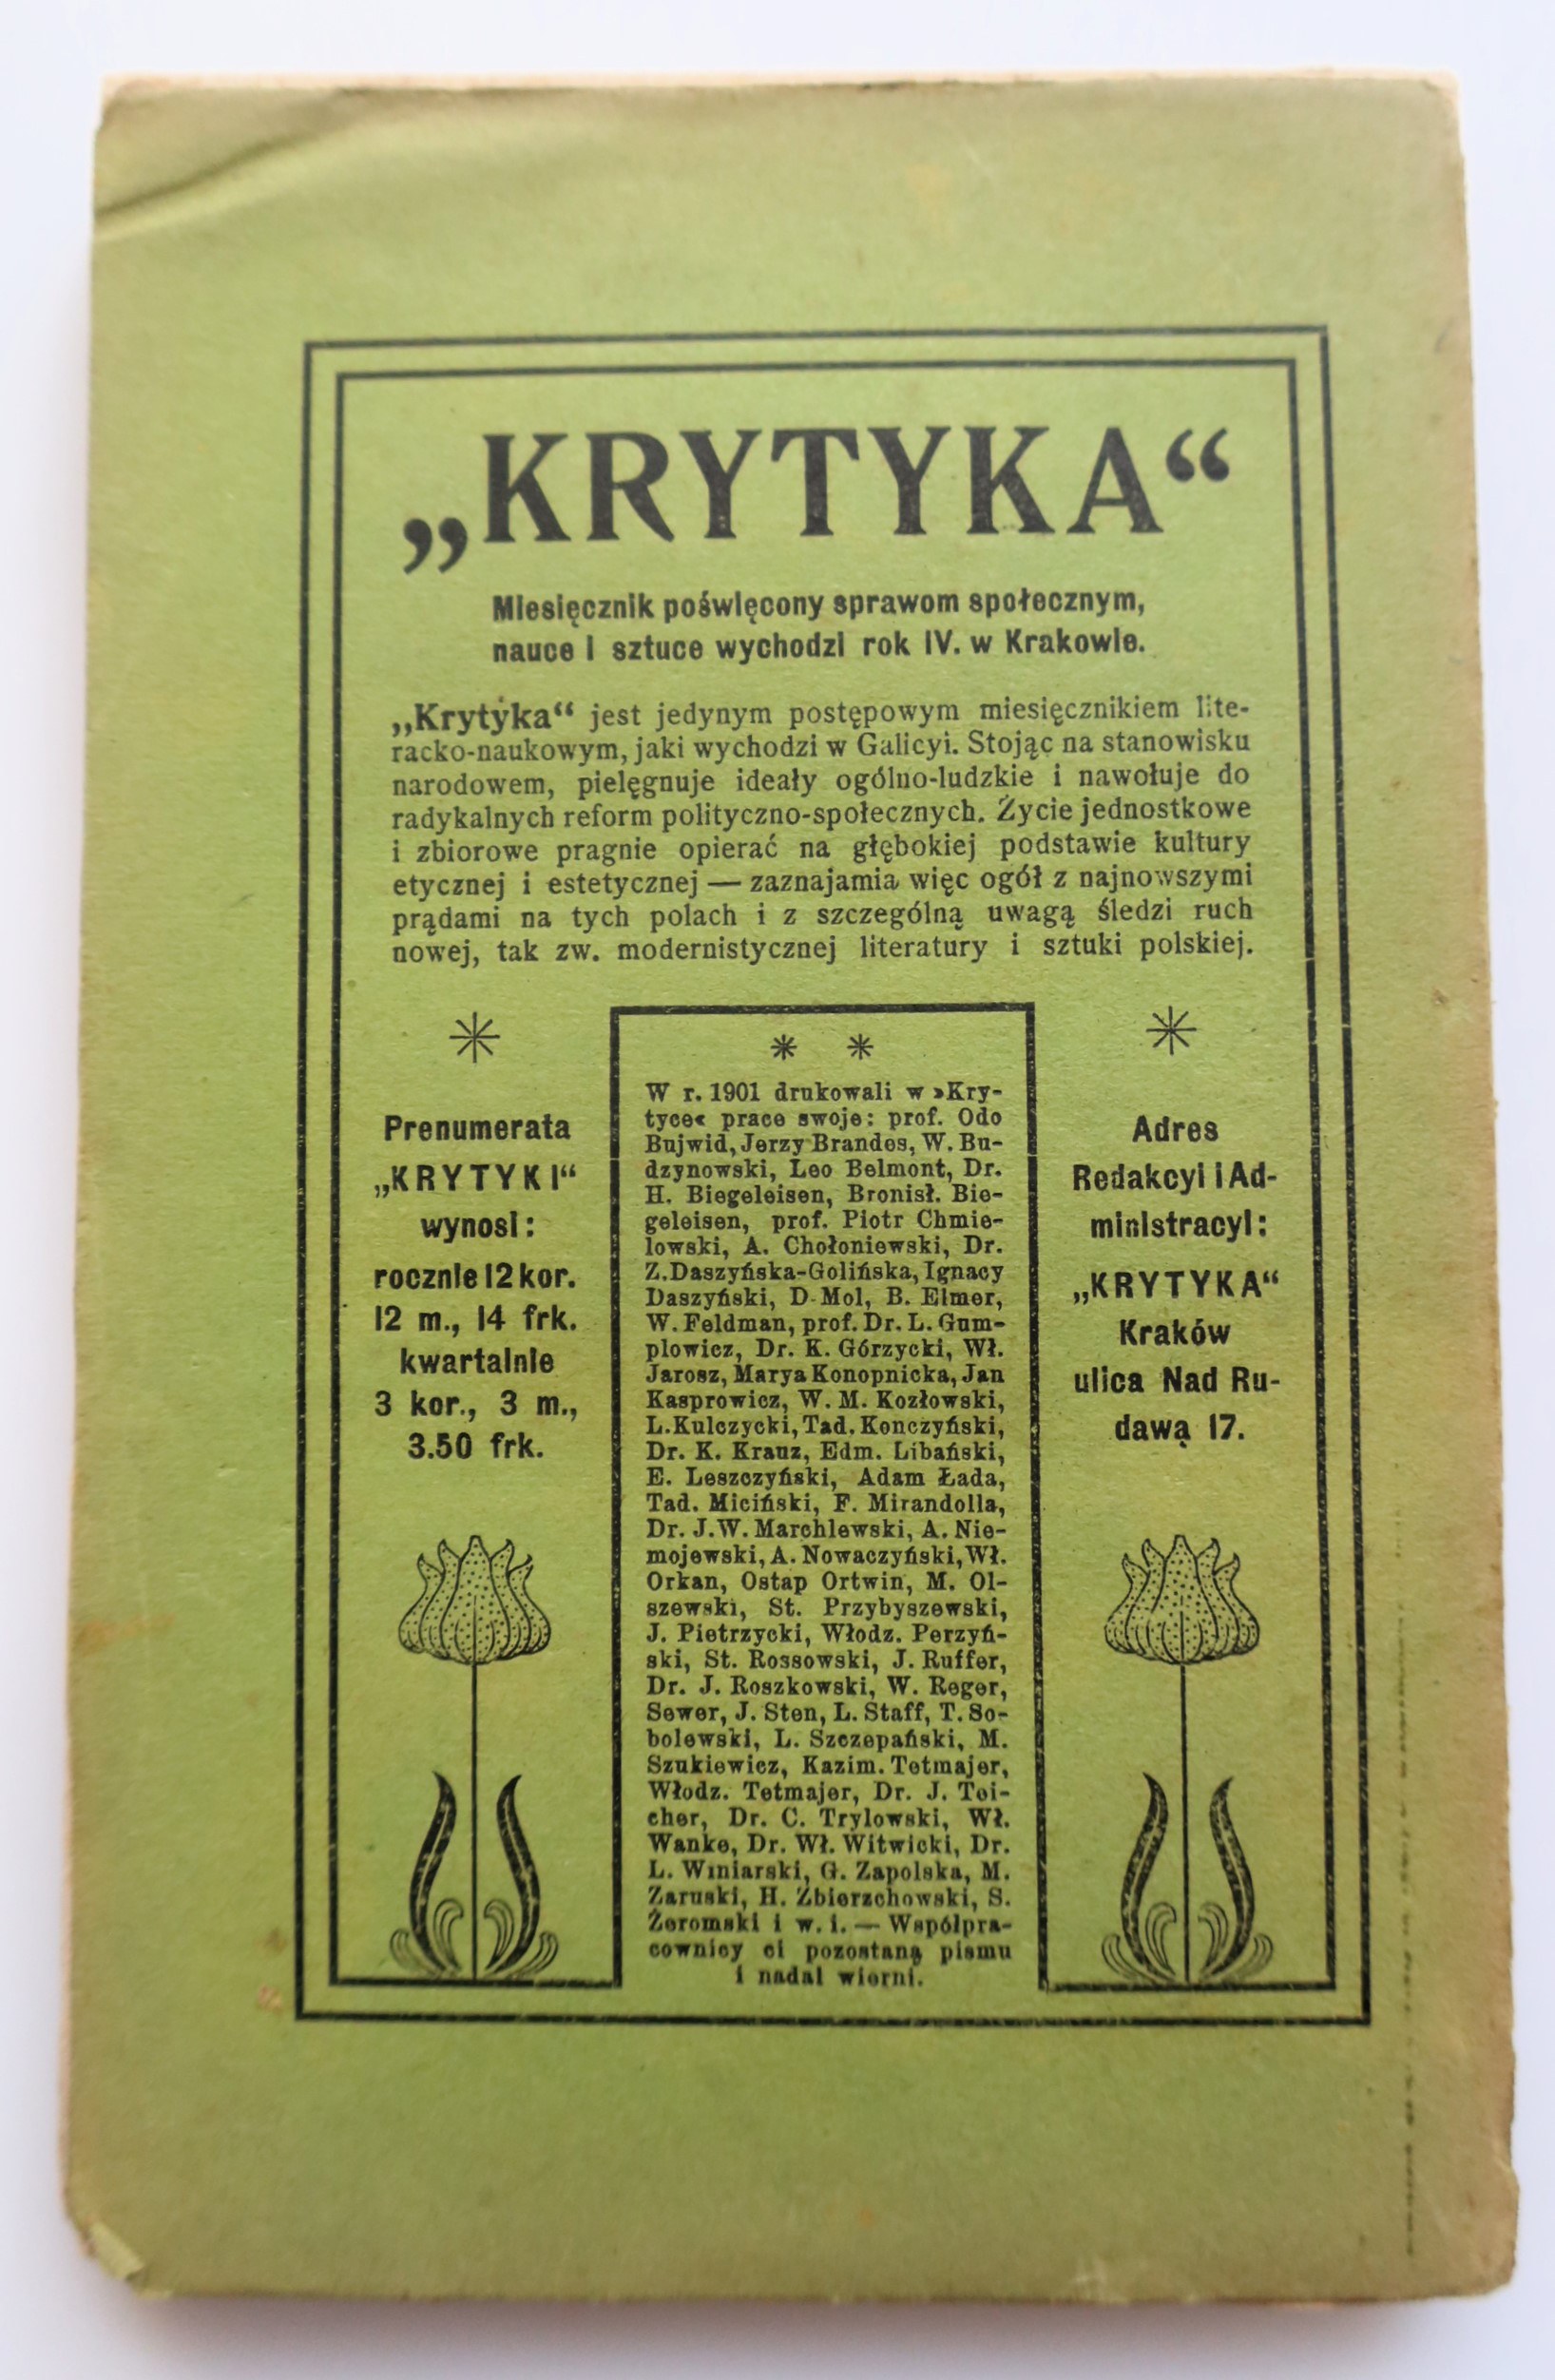 „KRYTYKA“
Miesięcznik poświęcony sprawom społecznym,
nauce i sztuce wychodzi rok IV. w Krakowie.
„Krytyka“ jest jedynym postępowym miesięcznikiem lite-
racko-naukowym, jaki wychodzi w Galicyi. Stojąc na stanowisku
narodowem, pielęgnuje ideały ogólno-ludzkie i nawołuje do
radykalnych reform polityczno-społecznych. Życie jednostkowe
i zbiorowe pragnie opierać na głębokiej podstawie kultury
etycznej i estetycznej — zaznajamia więc ogół z najnowszymi
prądami na tych polach i z szczególną uwagą śledzi ruch
nowej, tak zw. modernistycznej literatury i sztuki polskiej.
Prenumerata
„KRYTYKI“
wynosi:
rocznie 12 kor.
12 m., 14 frk.
kwartalnie
3 kor., 3 m.,
3.50 frk.
W r. 1901 drukowali w »Kry-
tyce« prace swoje: prof. Odo
Bujwid, Jerzy Brandes, W. Bu-
dzynowski, Leo Belmont, Dr.
H. Biegeleisen, Bronisł. Bie-
geleisen, prof. Piotr Chmie-
lowski, A. Chołoniewski, Dr.
Z. Daszyńska-Golińska, Ignacy
Daszyński, D-Mol, B. Elmer,
W. Feldman, prof. Dr. L. Gum-
plowicz, Dr. K. Górzycki, Wł.
Jarosz, Marya Konopnicka, Jan
Kasprowicz, W. M. Kozłowski,
L. Kulczycki, Tad. Konczyński,
Dr. K. Krauz, Edm. Libański,
E. Leszczyński, Adam Łada,
Tad. Miciński, F. Mirandolla,
Dr. J. W. Marchlewski, A. Nie-
mojewski, A. Nowaczyński, Wł.
Orkan, Ostap Ortwin, M. Ol-
szewski, St. Przybyszewski,
J. Pietrzycki, Włodz. Perzyń-
ski, St. Rossowski, J. Ruffer,
Dr. J. Roszkowski, W. Reger,
Sewer, J. Sten, L. Staff, T. So-
bolewski, L. Szczepański, M.
Szukiewicz, Kazim. Tetmajer,
Włodz. Tetmajer, Dr. J. Tei-
cher, Dr. C. Trylowski, Wł.
Wanke, Dr. Wł. Witwicki, Dr.
L. Winiarski, G. Zapolska, M.
Zaruski, H. Zbierzchowski, S.
Żeromski i w. i. — Współpra-
cownicy ci pozostaną pismu
i nadal wierni.
Adres
Redakcyi i Ad-
ministracyi:
„KRYTYKA“
Kraków
ulica Nad Ru-
dawą 17.